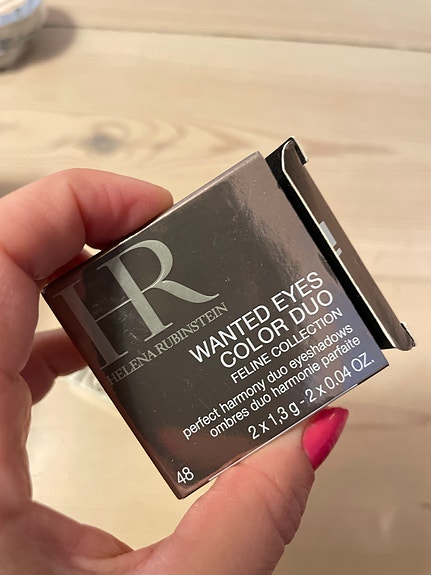 HR
HELENA RUBINSTEIN
WANTED EYES
COLOR DUO
FELINE COLLECTION
perfect harmony duo eyeshadows
ombres duo harmonie parfaite
2 x 1,3 g - 2 x 0.04 OZ.
48